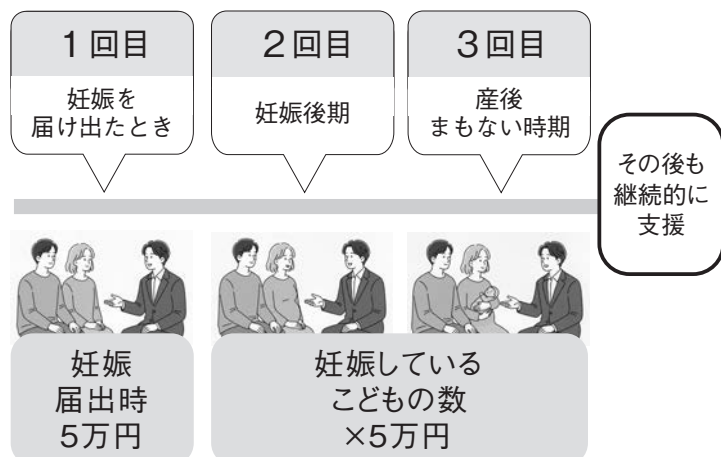 1回目
妊娠を
届け出たとき
2回目
妊娠後期
3回目
産後
まもない時期
その後も
継続的に
支援
妊娠
届出時
5万円
妊娠している
こどもの数
×5万円